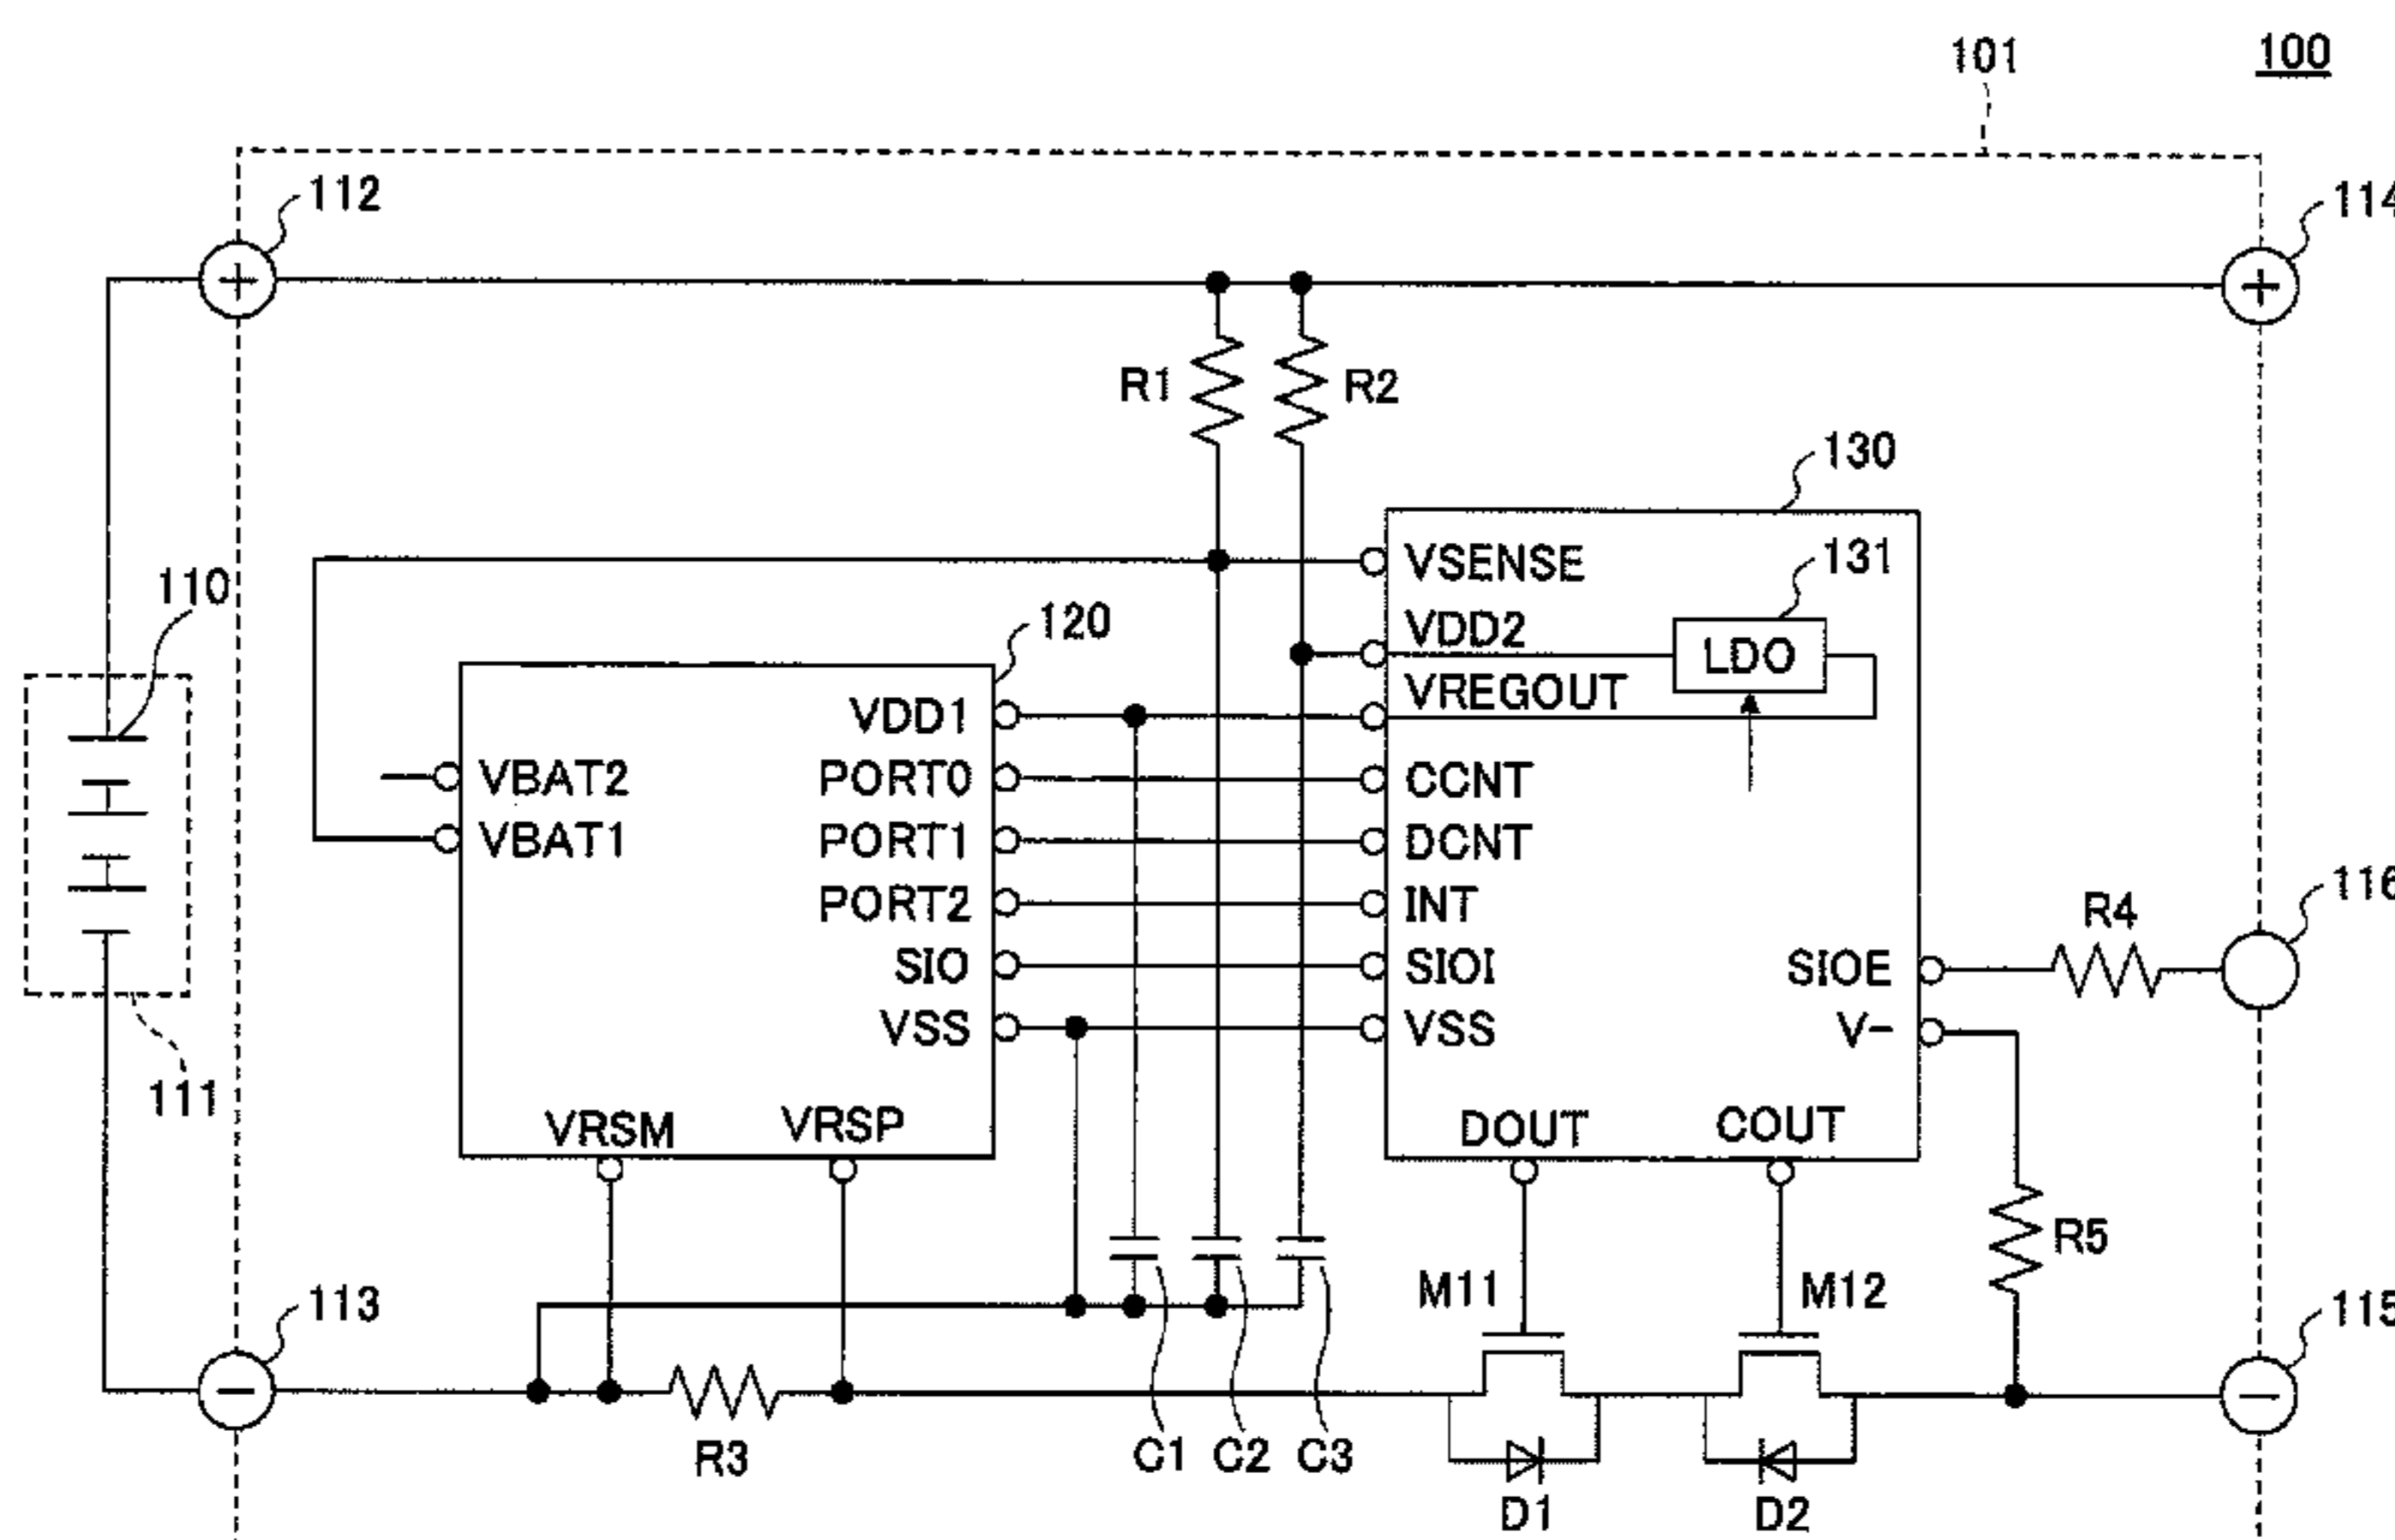 100
101
112
114
+
+
R1
R2
130
VSENSE
131
110
120
VDD2
LDO
VREGOUT
VDD1
VBAT2
PORT0
CCNT
VBAT1
PORT1
DCNT
116
PORT2
INT
R4
SIO
SIOI
SIOE
VSS
VSS
V-
111
VRSM
VRSP
DOUT
COUT
R5
M11
M12
113
115
-
-
R3
C1
C2
C3
D1
D2